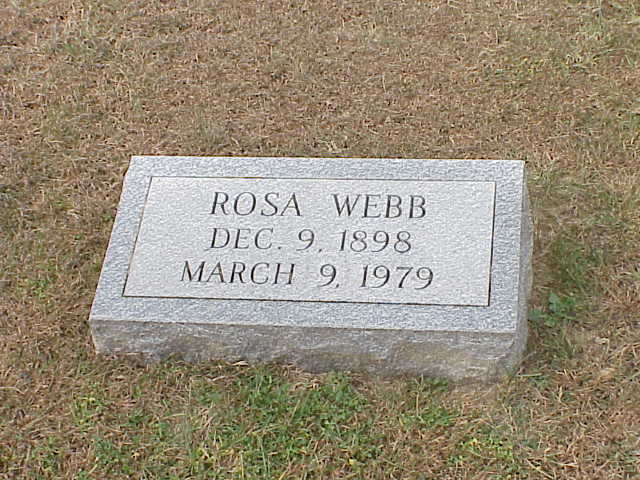 ROSA WEBB
DEC. 9, 1898
MARCH 9, 1979